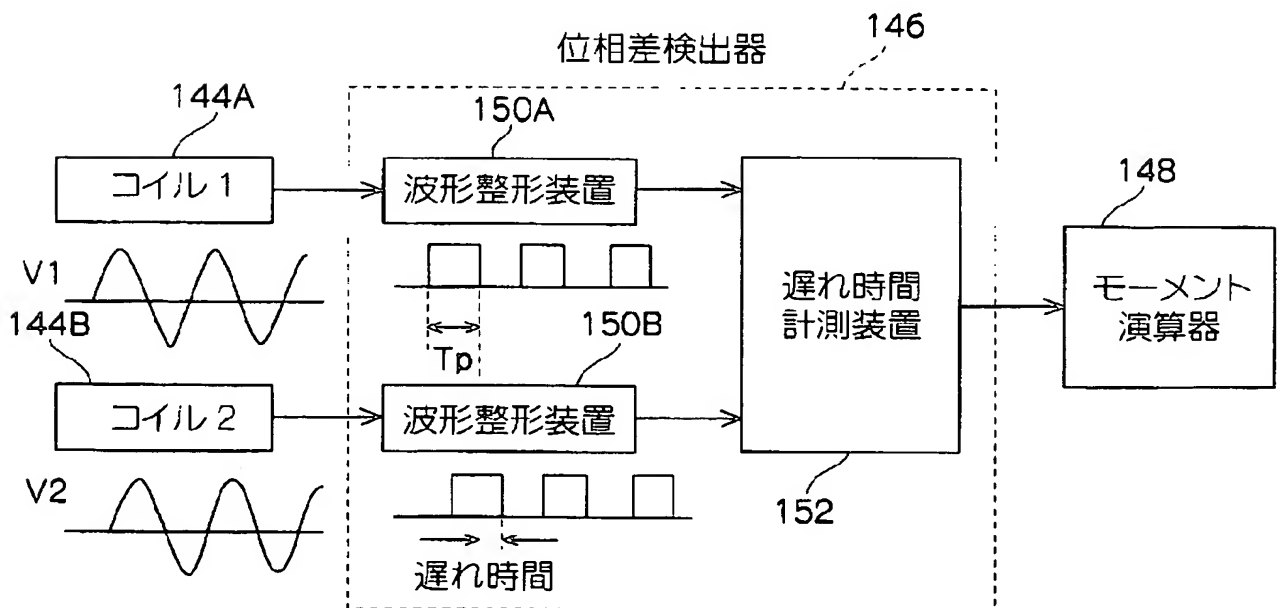 位相差検出器
146
144A
コイル1
150A
波形整形装置
148
V1
遅れ時間
計測装置
モーメント
演算器
144B
Tp
150B
コイル2
波形整形装置
V2
152
遅れ時間